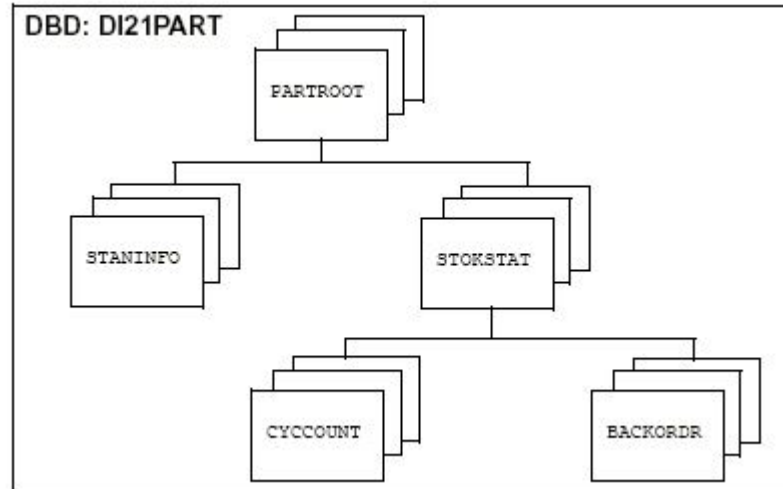 DBD: DI21PART
PARTROOT
STANINFO
STOKSTAT
CYCCOUNT
BACKORDR